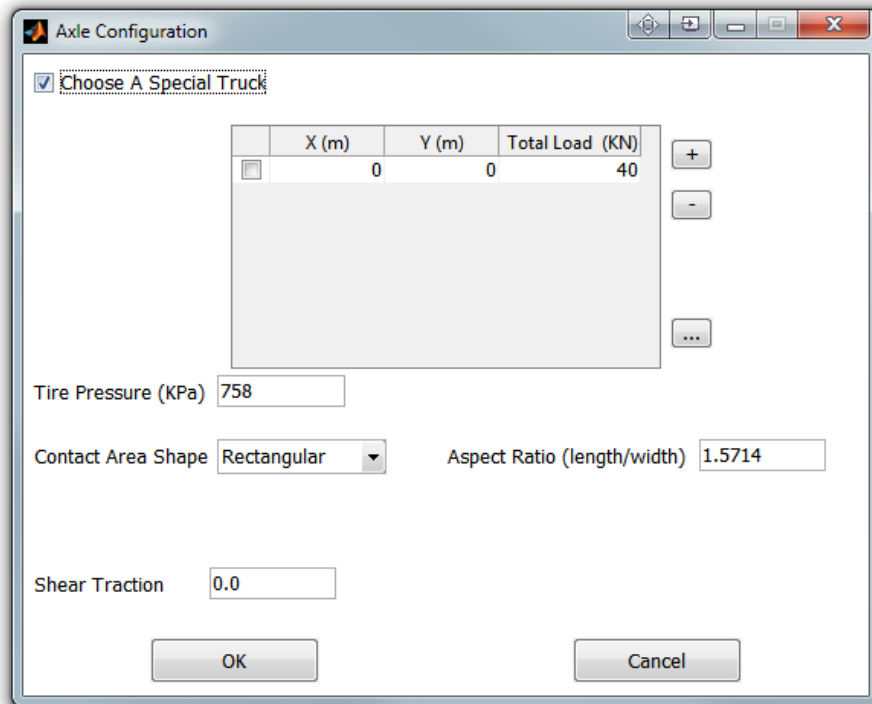 Axle Configuration
Choose A Special Truck
X (m) Y (m) Total Load (KN)
0 0 40
+
-
...
Tire Pressure (KPa) 758
Contact Area Shape Rectangular Aspect Ratio (length/width) 1.5714
Shear Traction 0.0
OK Cancel